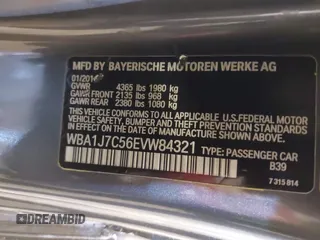 MFD BY BAYERISCHE MOTOREN WERKE AG
01/2014
GVWR 4365 lbs 1980 kg
GAWR FRONT 2135 lbs 968 kg
GAWR REAR 2380 lbs 1080 kg
THIS VEHICLE CONFORMS TO ALL APPLICABLE U.S. FEDERAL MOTOR
VEHICLE SAFETY, BUMPER AND THEFT PREVENTION STANDARDS IN
EFFECT ON THE DATE OF MANUFACTURE SHOWN ABOVE.
WBA1J7C56EVW84321 TYPE: PASSENGER CAR
B39
7 315 814
DREAMBID